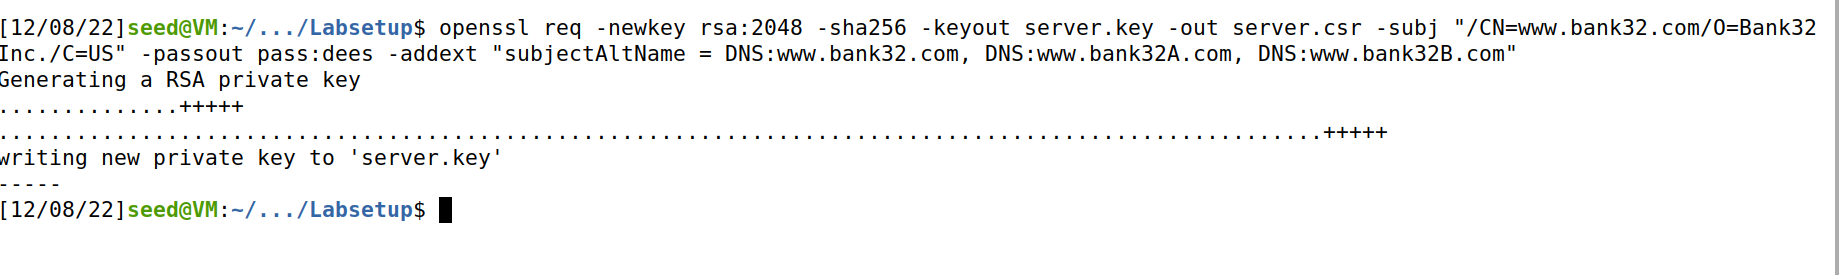 [12/08/22]seed@VM:~/.../Labsetup$ openssl req -newkey rsa:2048 -sha256 -keyout server.key -out server.csr -subj "/CN=www.bank32.com/O=Bank32
Inc./C=US" -passout pass:dees -addext "subjectAltName = DNS:www.bank32.com, DNS:www.bank32A.com, DNS:www.bank32B.com"
Generating a RSA private key
..............+++++
......................................................................................................+++++
writing new private key to 'server.key'
-----
[12/08/22]seed@VM:~/.../Labsetup$